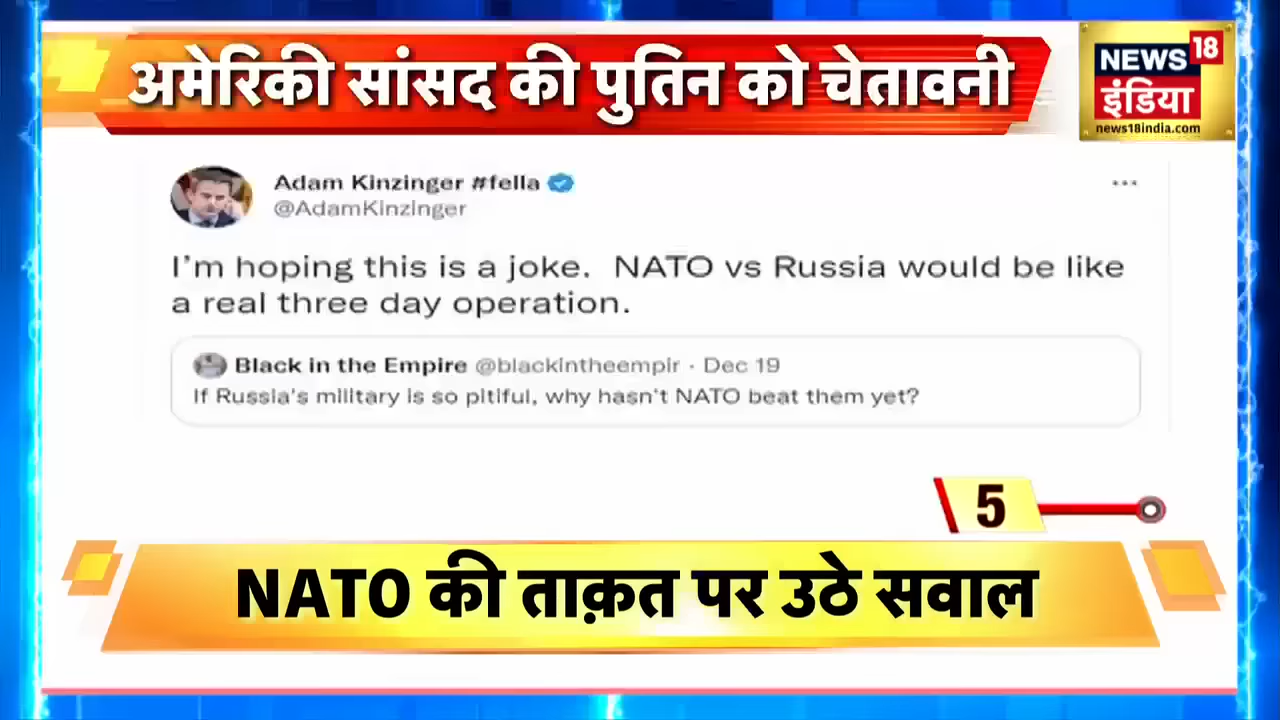 अमेरिकी सांसद की पुतिन को चेतावनी
NEWS 18
इंडिया
news18india.com
Adam Kinzinger #fella
@AdamKinzinger
I'm hoping this is a joke. NATO vs Russia would be like
a real three day operation.
Black in the Empire @blackintheempir · Dec 19
If Russia's military is so pitiful, why hasn't NATO beat them yet?
5
NATO की ताक़त पर उठे सवाल